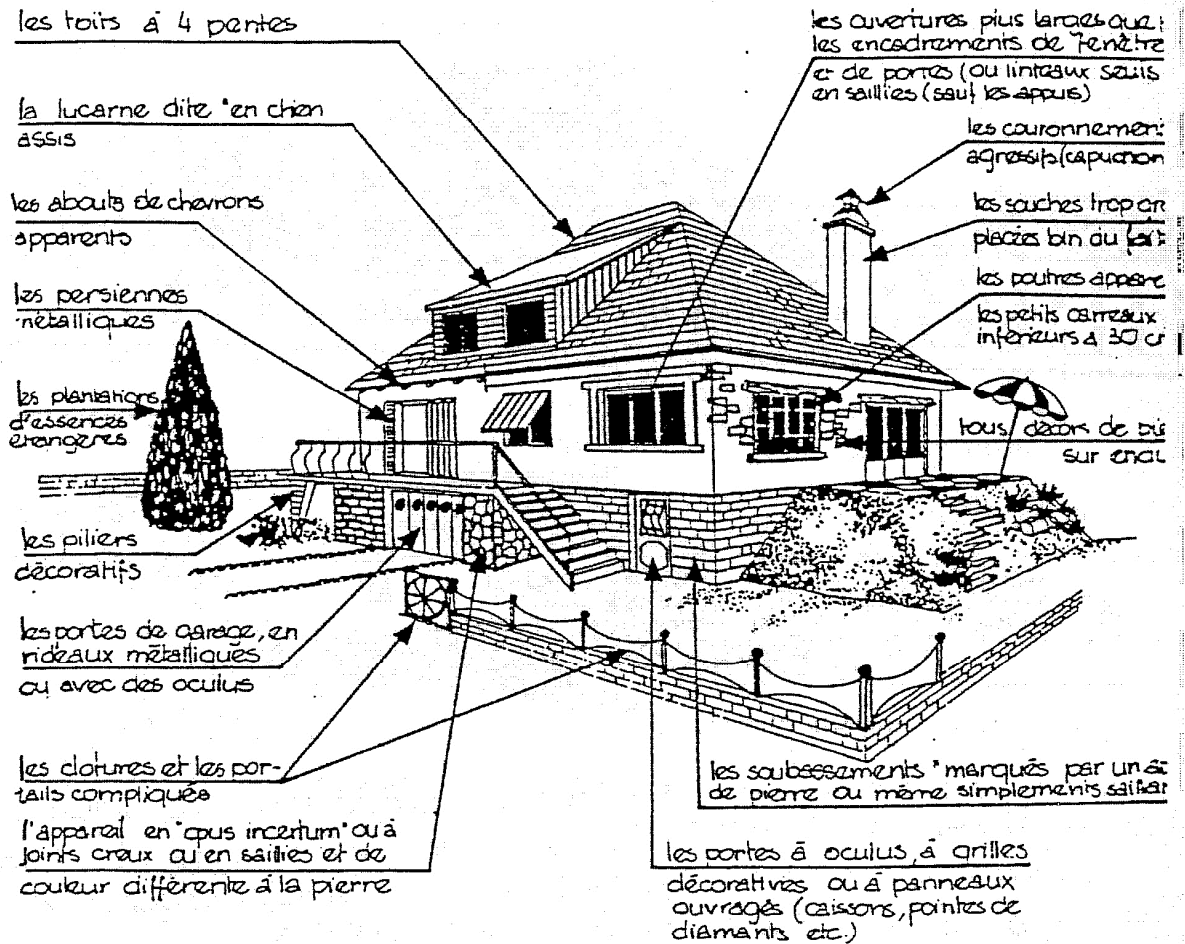 les toits à 4 pentes
la lucarne dite "en chien
assis
les abouts de chevrons
apparents
les persiennes
métalliques
les plantations
d'essences
étrangères
les piliers
décoratifs
les portes de garage, en
rideaux métalliques
ou avec des oculus
les clotures et les por-
tails compliqués
l'appareil en "opus incertum" ou à
joints creux ou en saillies et de
couleur différente à la pierre
les ouvertures plus larges que
les encadrements de fenêtre
et de portes (ou linteaux seuls
en saillies (sauf les appuis)
les couronnement
agressifs (capuchon
les souches trop
placées loin du
les poutres appare
les petits carreaux
inférieurs à 30
tous décors de
sur
les soubassements "marqués par un
de pierre ou même simplements
les portes à oculus, à grilles
décoratives ou à panneaux
ouvragés (caissons, pointes de
diamants etc.)